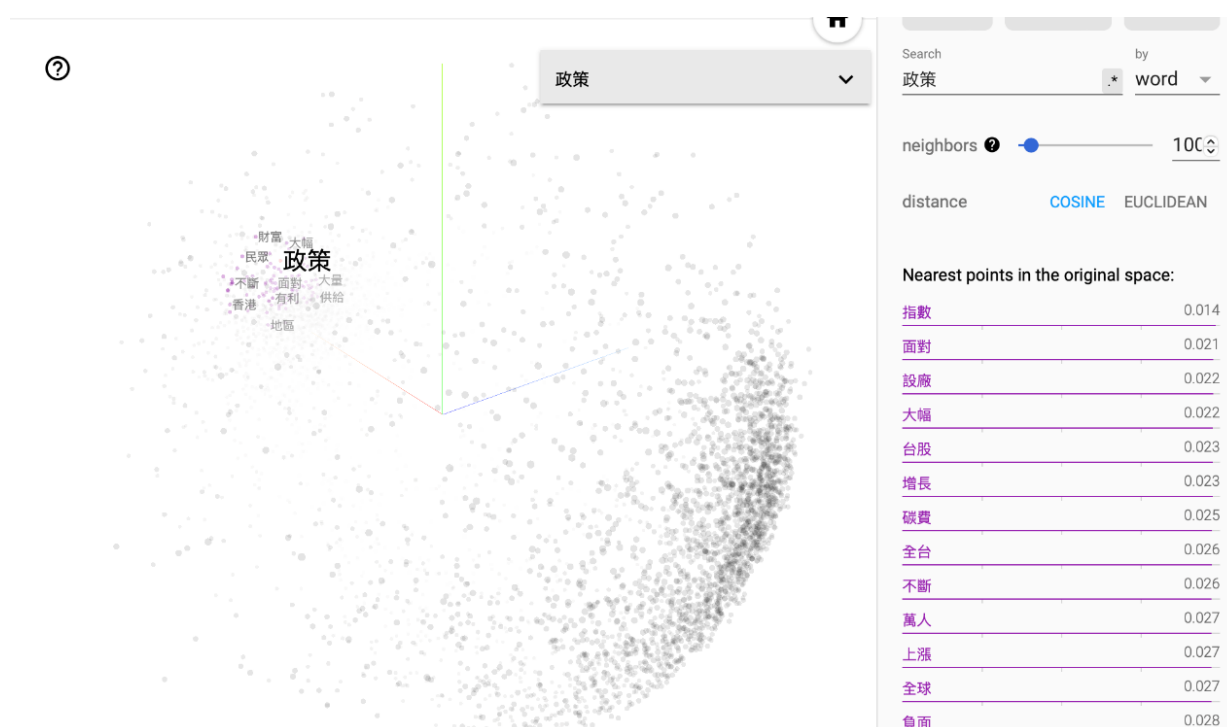 政策
財富
大幅
民眾
政策
不斷
面對
大量
香港
有利
供給
地區
Search
by
政策
.*
word
neighbors
100
distance
COSINE
EUCLIDEAN
Nearest points in the original space:
指數 0.014
面對 0.021
設廠 0.022
大幅 0.022
台股 0.023
增長 0.023
碳費 0.025
全台 0.026
不斷 0.026
萬人 0.027
上漲 0.027
全球 0.027
負面 0.028